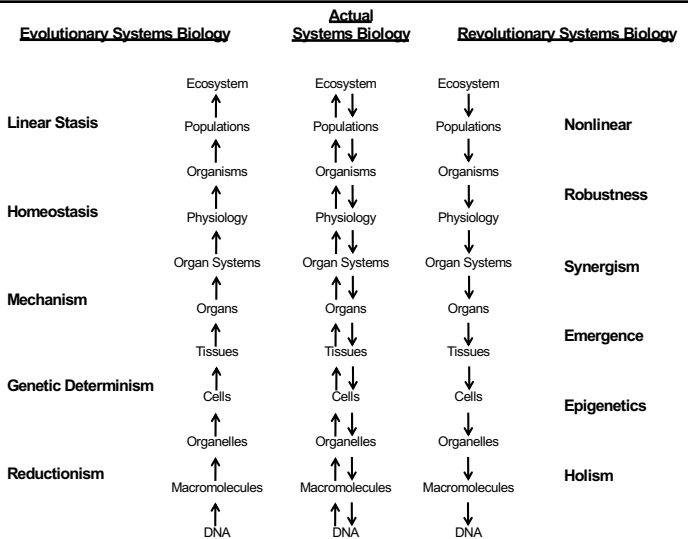 Actual
Evolutionary Systems Biology Systems Biology Revolutionary Systems Biology
Ecosystem Ecosystem Ecosystem
Linear Stasis Populations Populations Populations Nonlinear
Organisms Organisms Organisms
Robustness
Homeostasis Physiology Physiology Physiology
Organ Systems Organ Systems Organ Systems Synergism
Mechanism
Organs Organs Organs
Emergence
Tissues Tissues Tissues
Genetic Determinism
Cells Cells Cells
Epigenetics
Organelles Organelles Organelles
Reductionism Holism
Macromolecules Macromolecules Macromolecules
DNA DNA DNA